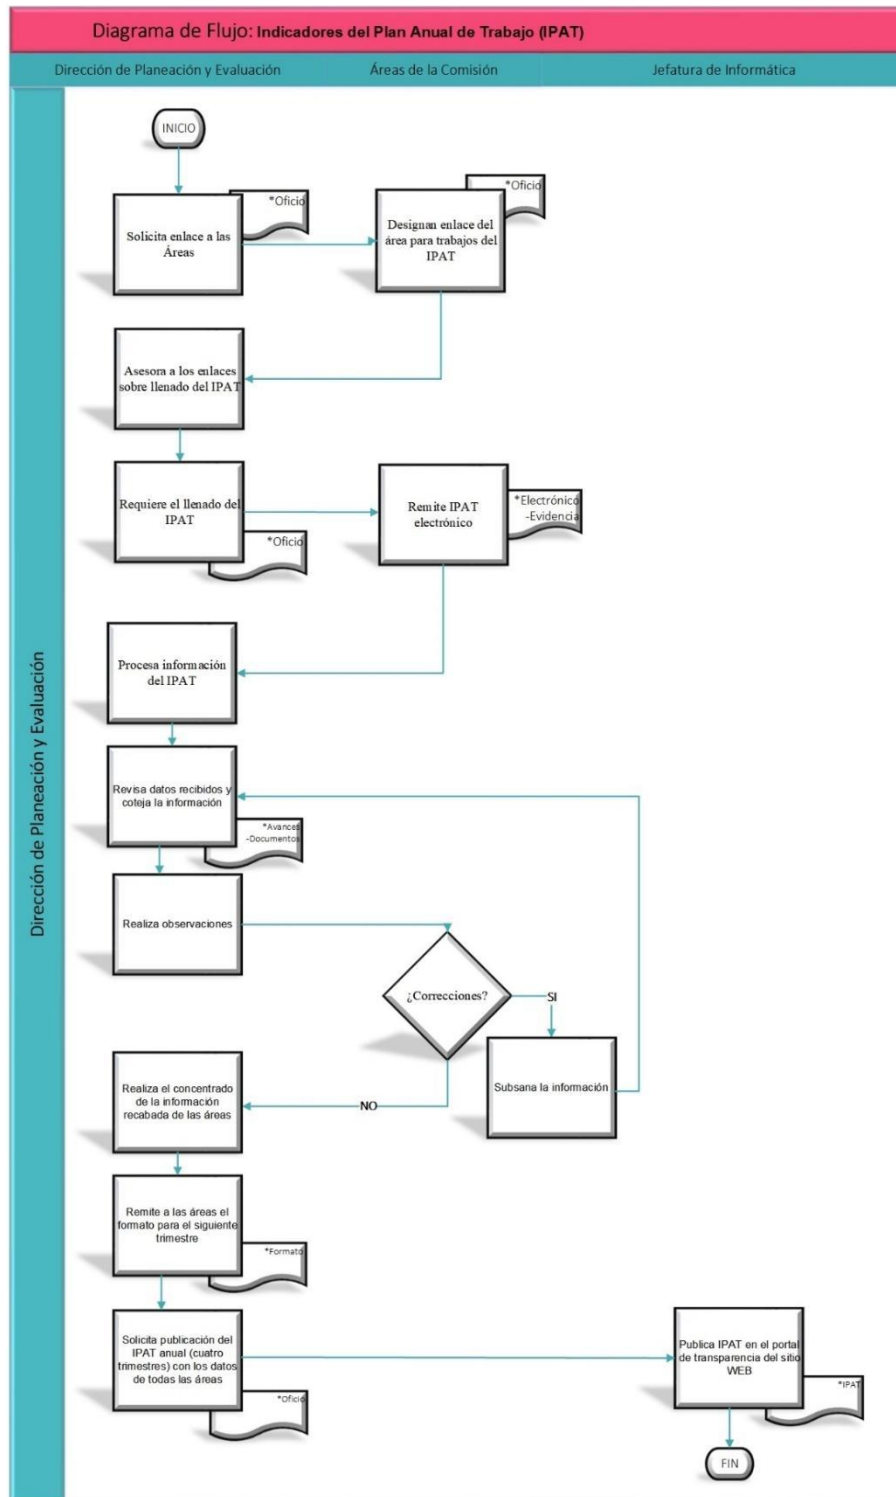 Diagrama de Flujo: Indicadores del Plan Anual de Trabajo (IPAT)
Dirección de Planeación y Evaluación
Áreas de la Comisión
Jefatura de Informática
Dirección de Planeación y Evaluación
INICIO
*Oficio
Solicita enlace a las
Áreas
*Oficio
Designan enlace del
área para trabajos del
IPAT
Asesora a los enlaces
sobre llenado del IPAT
Requiere el llenado del
IPAT
*Oficio
Remite IPAT
electrónico
*Electrónico
-Evidencia
Procesa información
del IPAT
Revisa datos recibidos y
coteja la información
*Avances
-Documentos
Realiza observaciones
¿Correcciones?
SI
Subsana la información
NO
Realiza el concentrado
de la información
recabada de las áreas
Remite a las áreas el
formato para el siguiente
trimestre
*Formato
Solicita publicación del
IPAT anual (cuatro
trimestres) con los datos
de todas las áreas
*Oficio
Publica IPAT en el portal
de transparencia del sitio
WEB
*IPAT
FIN